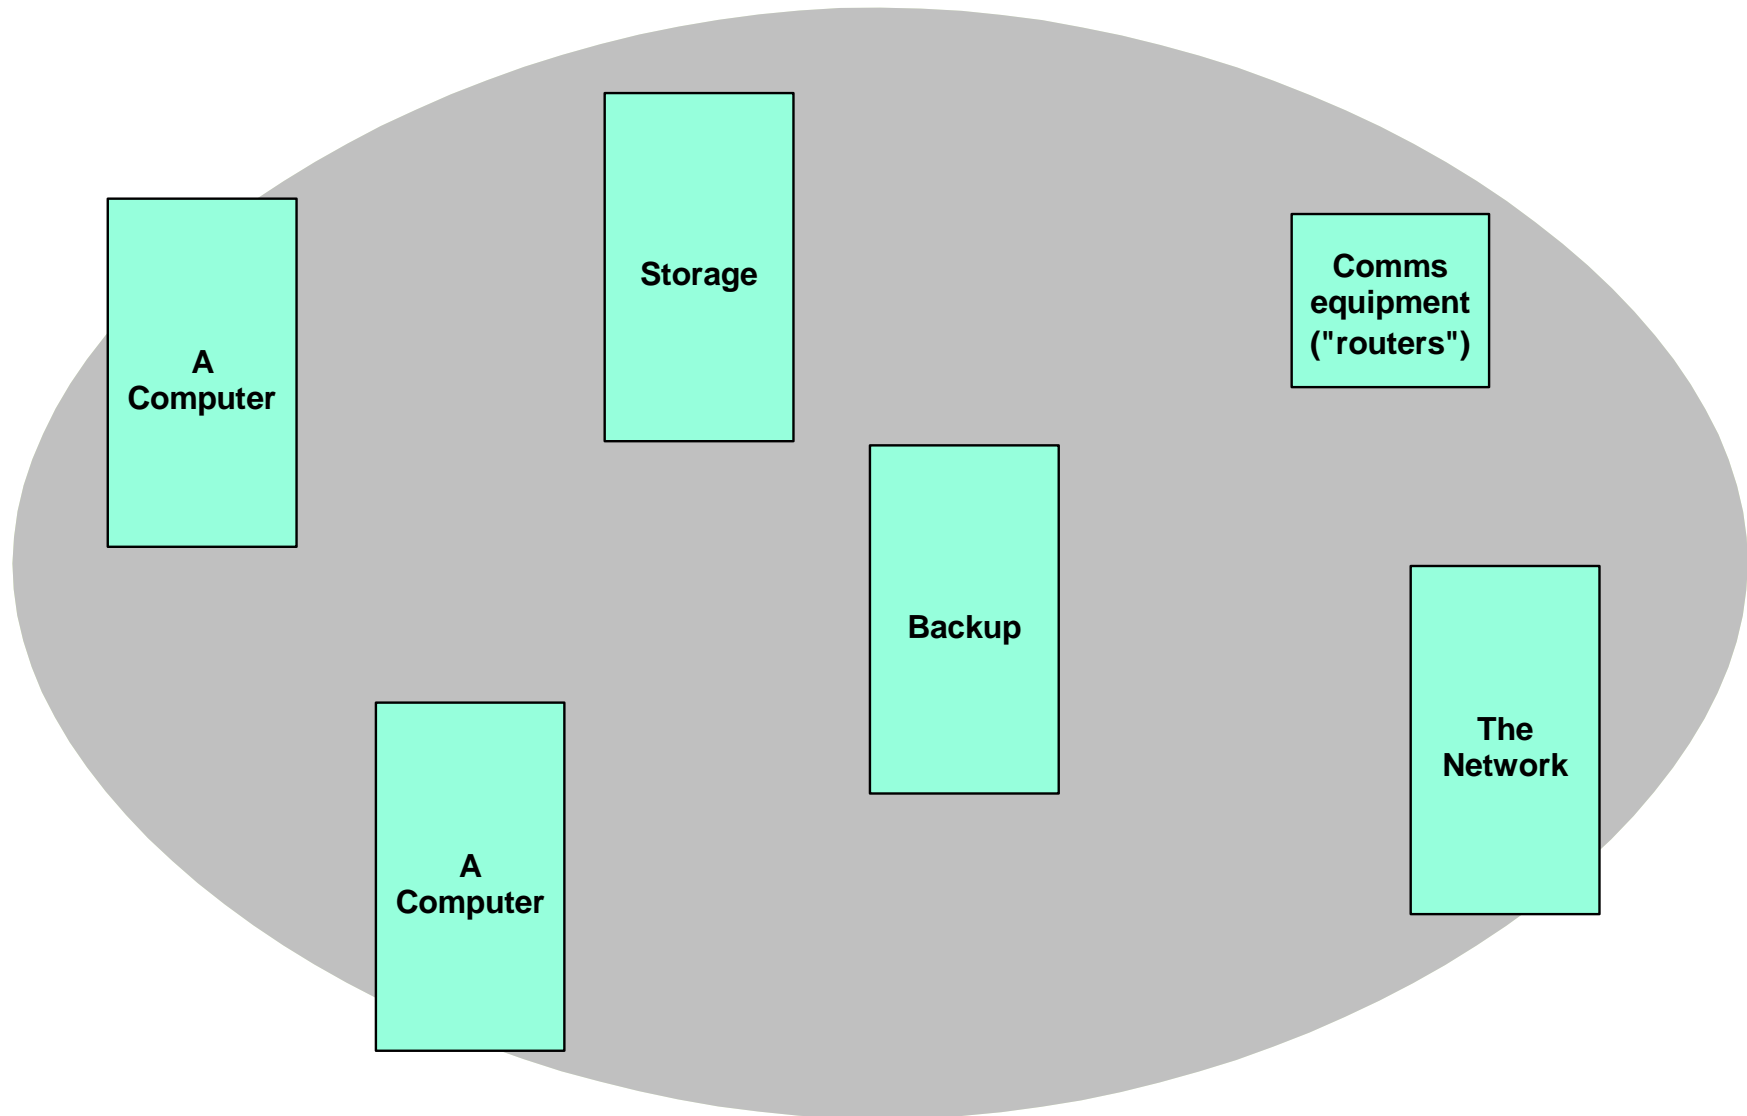 A
Computer
Storage
Comms
equipment
("routers")
Backup
The
Network
A
Computer